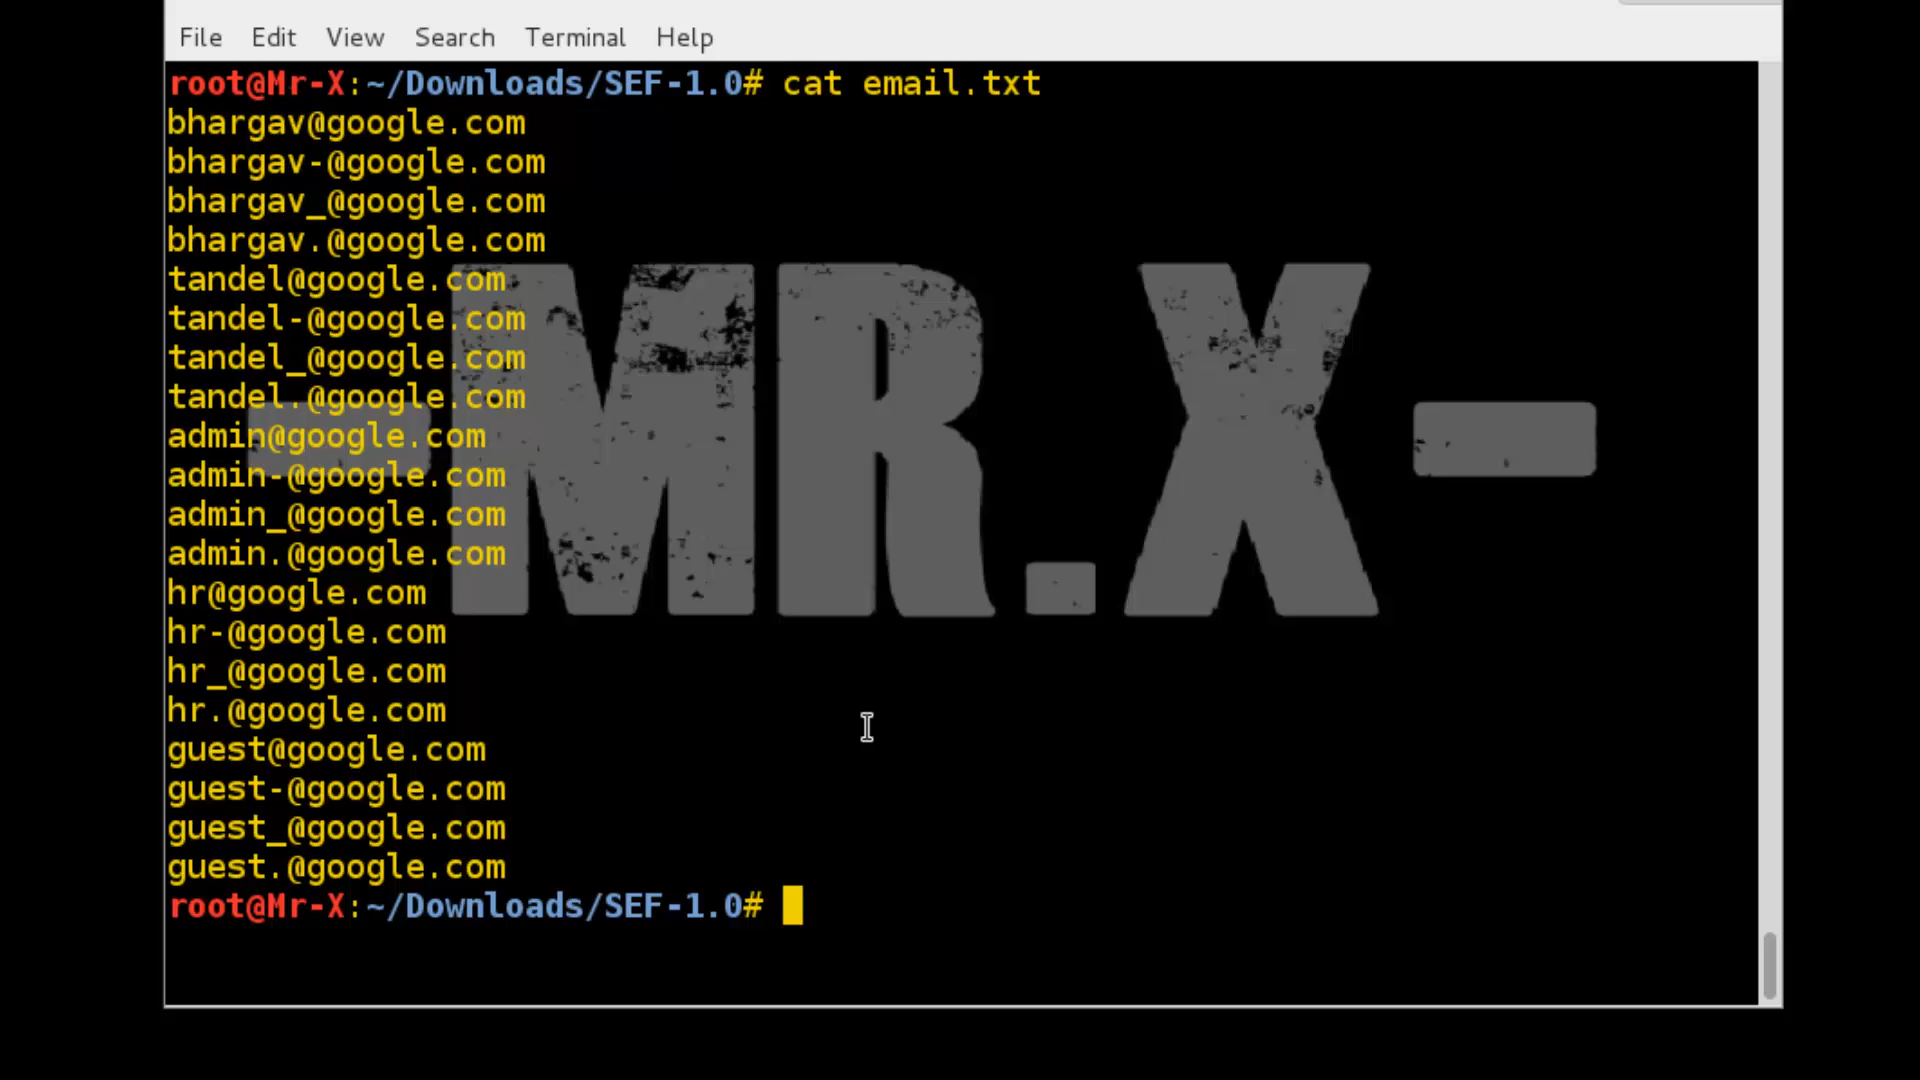 File Edit View Search Terminal Help
root@Mr-X:~/Downloads/SEF-1.0# cat email.txt
bhargav@google.com
bhargav-@google.com
bhargav_@google.com
bhargav.@google.com
tandel@google.com
tandel-@google.com
tandel_@google.com
tandel.@google.com
admin@google.com
admin-@google.com
admin_@google.com
admin.@google.com
hr@google.com
hr-@google.com
hr_@google.com
hr.@google.com
guest@google.com
guest-@google.com
guest_@google.com
guest.@google.com
root@Mr-X:~/Downloads/SEF-1.0#
-MR.X-